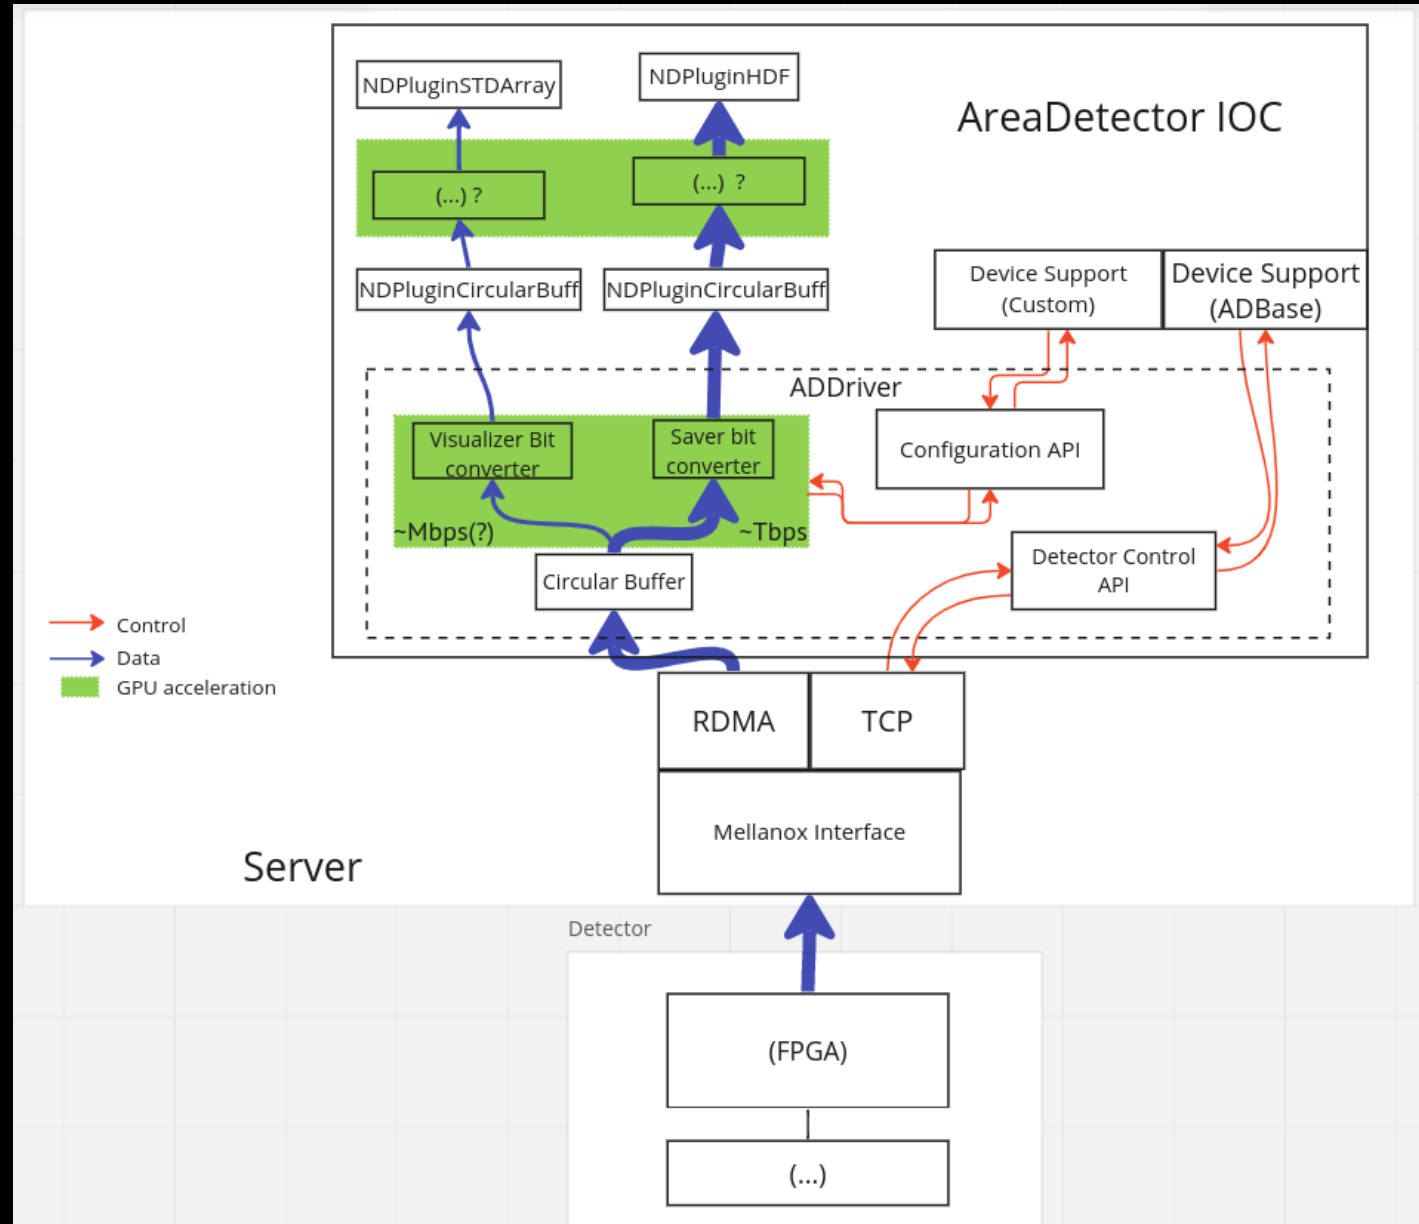 NDPluginSTDArray
NDPluginHDF
AreaDetector IOC
(...) ?
(...) ?
NDPluginCircularBuff
NDPluginCircularBuff
Device Support
(Custom)
Device Support
(ADBase)
ADDriver
Visualizer Bit
converter
Saver bit
converter
Configuration API
~Mbps(?)
~Tbps
Circular Buffer
Detector Control
API
Control
Data
GPU acceleration
RDMA
TCP
Mellanox Interface
Server
Detector
(FPGA)
(...)